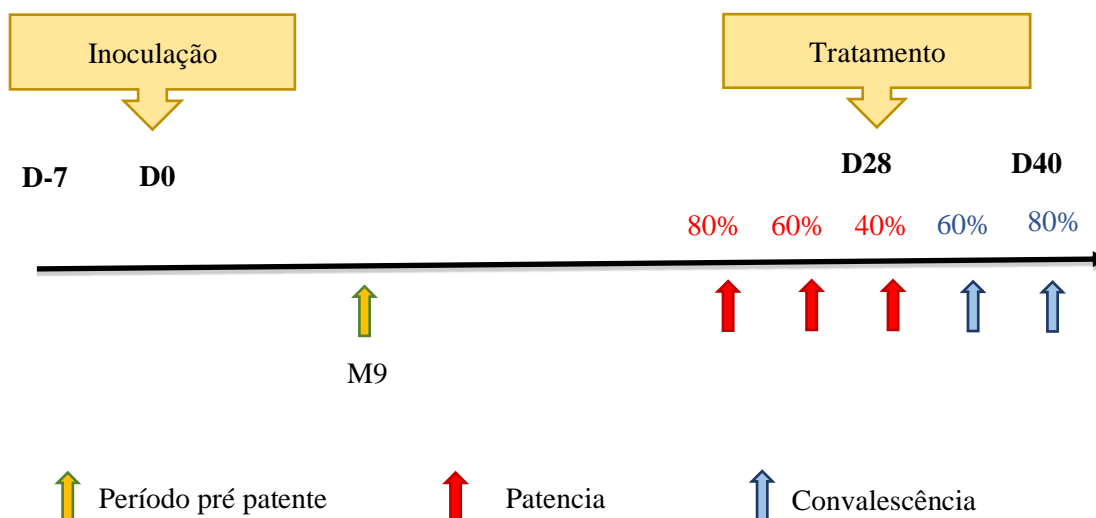 Inoculação
Tratamento
D-7
D0
D28
D40
80%
60%
40%
60%
80%
M9
Período pré patente
Patencia
Convalescência